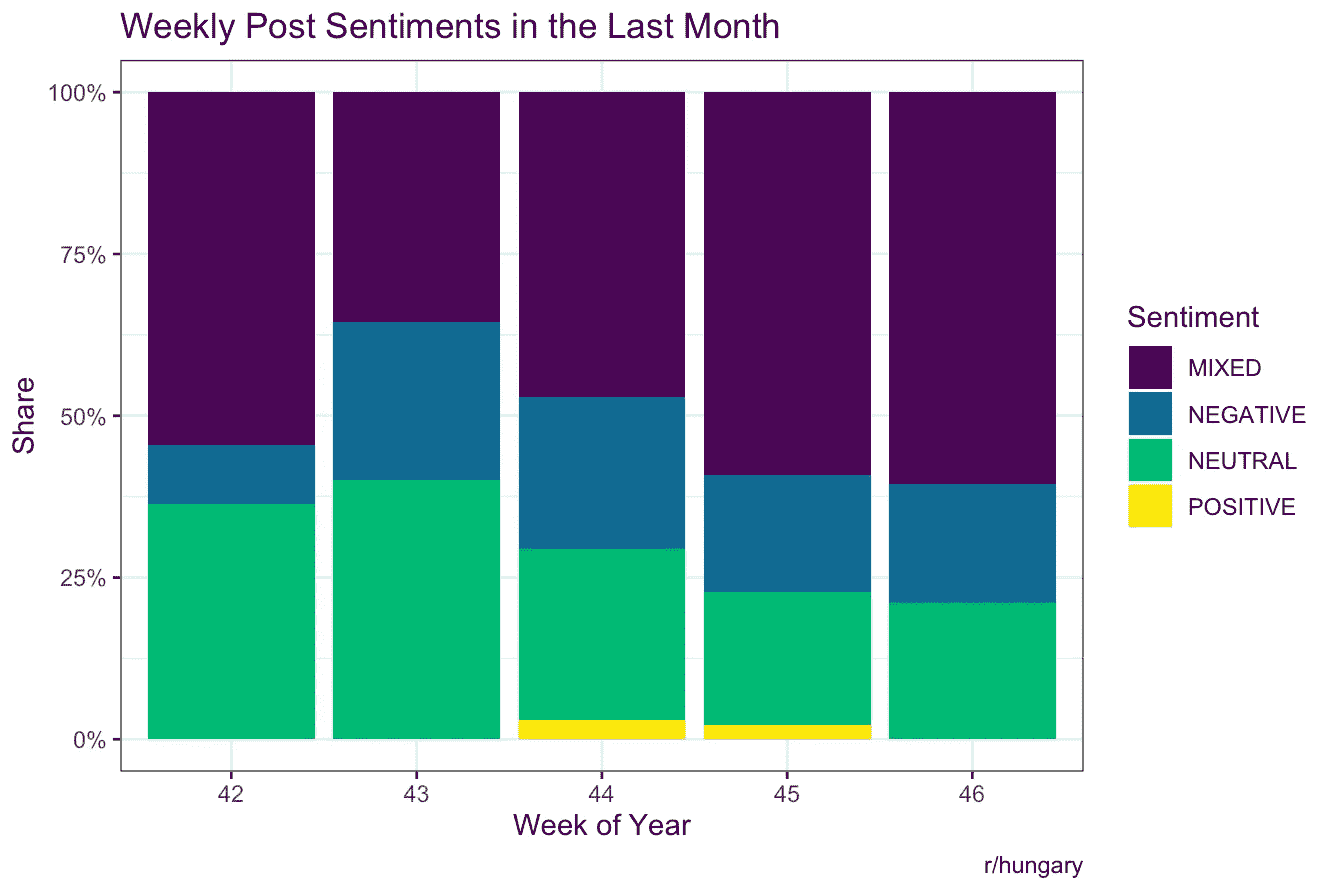 Weekly Post Sentiments in the Last Month
100%
75%
50%
25%
0%
Share
42 43 44 45 46
Week of Year
Sentiment
MIXED
NEGATIVE
NEUTRAL
POSITIVE
r/hungary